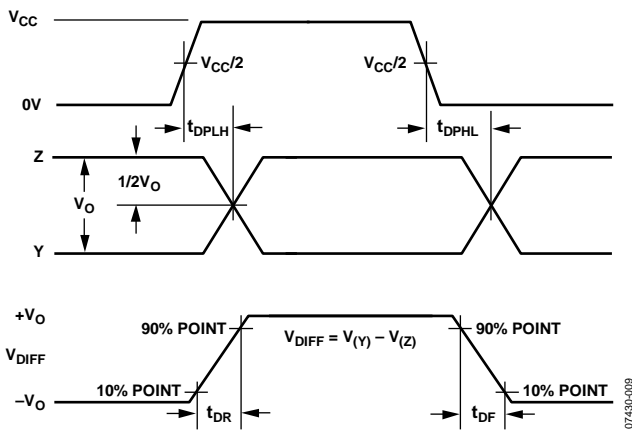 VCC
VCC/2
VCC/2
0V
tDPLH
tDPHL
Z
1/2VO
VO
Y
+VO
90% POINT
VDIFF = V(Y) – V(Z)
90% POINT
VDIFF
10% POINT
10% POINT
–VO
tDR
tDF
07430-009